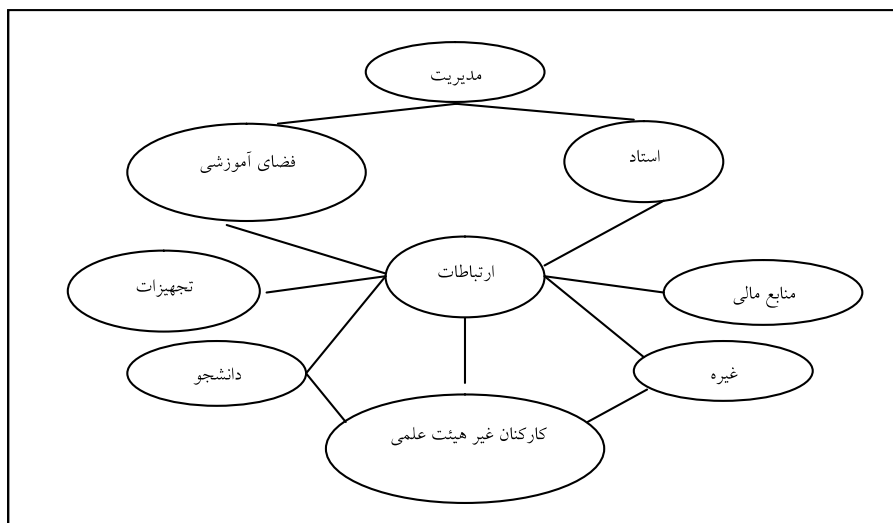 مدیریت
استاد
فضای آموزشی
ارتباطات
تجهیزات
منابع مالی
دانشجو
غیره
کارکنان غیر هیئت علمی